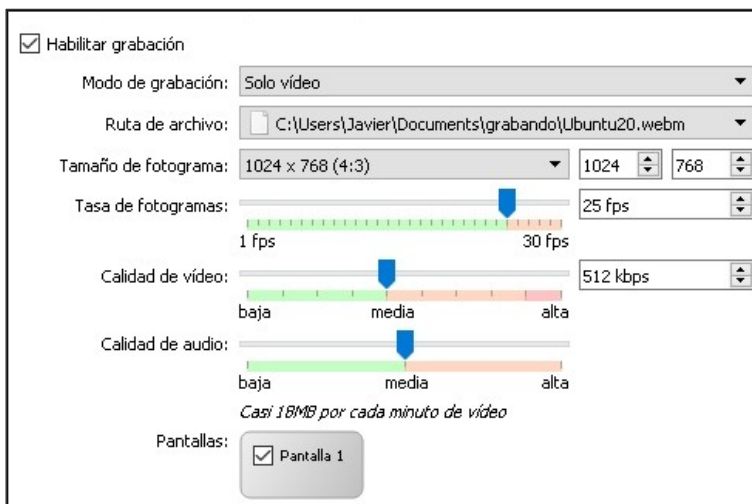 Habilitar grabación
Modo de grabación: Solo vídeo
Ruta de archivo: C:\Users\Javier\Documents\grabando\Ubuntu20.webm
Tamaño de fotograma: 1024 x 768 (4:3) 1024 768
Tasa de fotogramas: 25 fps
1 fps 30 fps
Calidad de vídeo: 512 kbps
baja media alta
Calidad de audio:
baja media alta
Casi 18MB por cada minuto de vídeo
Pantallas: Pantalla 1